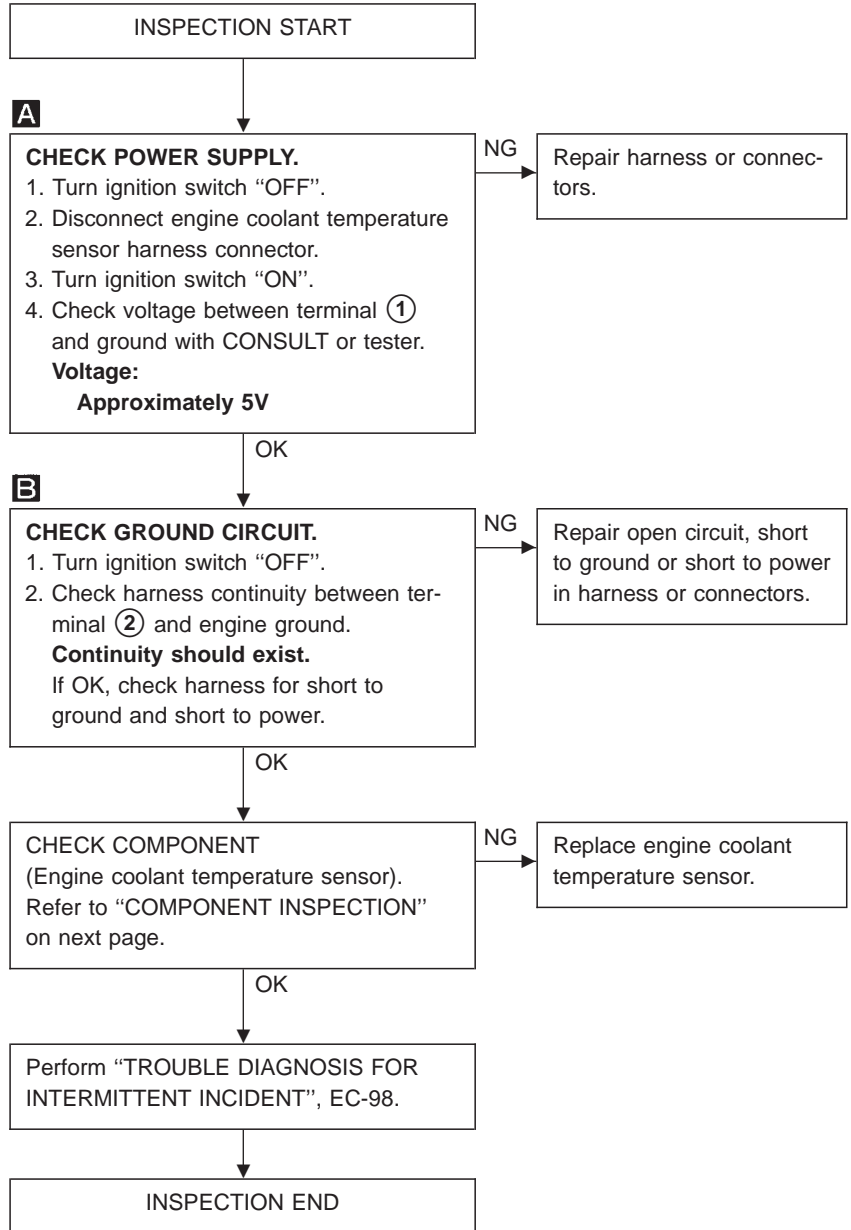 INSPECTION START
A
CHECK POWER SUPPLY.
1. Turn ignition switch ‘‘OFF’’.
2. Disconnect engine coolant temperature
sensor harness connector.
3. Turn ignition switch ‘‘ON’’.
4. Check voltage between terminal ①
and ground with CONSULT or tester.
Voltage:
Approximately 5V
NG
Repair harness or connec-
tors.
OK
B
CHECK GROUND CIRCUIT.
1. Turn ignition switch ‘‘OFF’’.
2. Check harness continuity between ter-
minal ② and engine ground.
Continuity should exist.
If OK, check harness for short to
ground and short to power.
NG
Repair open circuit, short
to ground or short to power
in harness or connectors.
OK
CHECK COMPONENT
(Engine coolant temperature sensor).
Refer to ‘‘COMPONENT INSPECTION’’
on next page.
NG
Replace engine coolant
temperature sensor.
OK
Perform ‘‘TROUBLE DIAGNOSIS FOR
INTERMITTENT INCIDENT’’, EC-98.
INSPECTION END